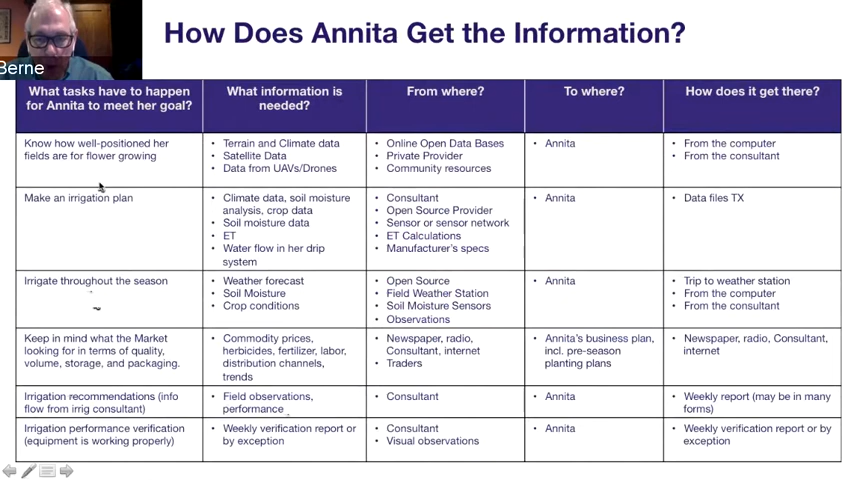 How Does Annita Get the Information?
Berne
What tasks have to happen
for Annita to meet her goal?
What information is
needed?
From where?
To where?
How does it get there?
Know how well-positioned her
fields are for flower growing
• Terrain and Climate data
• Satellite Data
• Data from UAVs/Drones
• Online Open Data Bases
• Private Provider
• Community resources
• Annita
• From the computer
• From the consultant
Make an irrigation plan
• Climate data, soil moisture
analysis, crop data
• Soil moisture data
• ET
• Water flow in her drip
system
• Consultant
• Open Source Provider
• Sensor or sensor network
• ET Calculations
• Manufacturer's specs
• Annita
• Data files TX
Irrigate throughout the season
• Weather forecast
• Soil Moisture
• Crop conditions
• Open Source
• Field Weather Station
• Soil Moisture Sensors
• Observations
• Annita
• Trip to weather station
• From the computer
• From the consultant
Keep in mind what the Market
looking for in terms of quality,
volume, storage, and packaging.
• Commodity prices,
herbicides, fertilizer, labor,
distribution channels,
trends
• Newspaper, radio,
Consultant, internet
• Traders
• Annita's business plan,
incl. pre-season
planting plans
• Newspaper, radio, Consultant,
internet
Irrigation recommendations (info
flow from irrig consultant)
• Field observations,
performance
• Consultant
• Annita
• Weekly report (may be in many
forms)
Irrigation performance verification
(equipment is working properly)
• Weekly verification report or
by exception
• Consultant
• Visual observations
• Annita
• Weekly verification report or by
exception